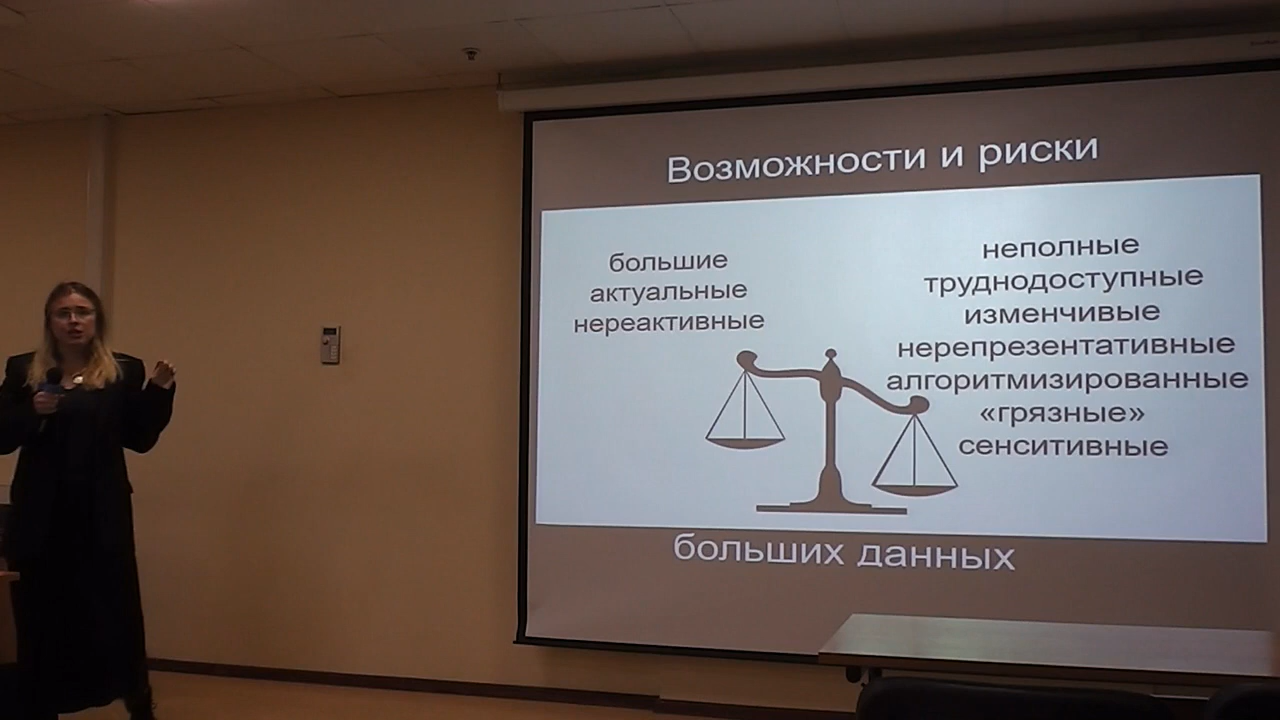 Возможности и риски
большие
актуальные
нереактивные
неполные
труднодоступные
изменчивые
нерепрезентативные
алгоритмизированные
«грязные»
сенситивные
больших данных